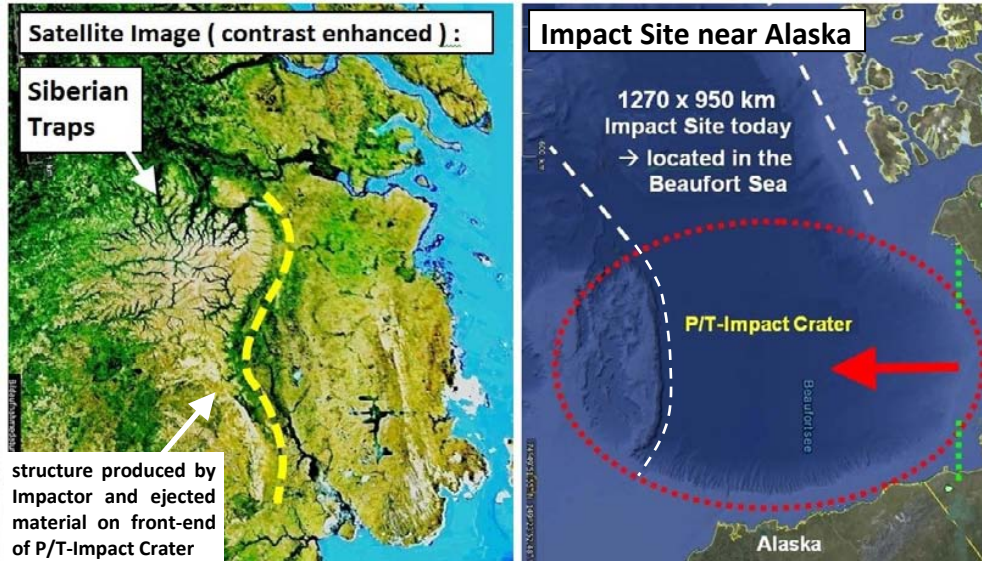 Satellite Image ( contrast enhanced ) :
Siberian
Traps
structure produced by
Impactor and ejected
material on front-end
of P/T-Impact Crater
Impact Site near Alaska
1270 x 950 km
Impact Site today
→ located in the
Beaufort Sea
P/T-Impact Crater
Beaufortsee
Alaska